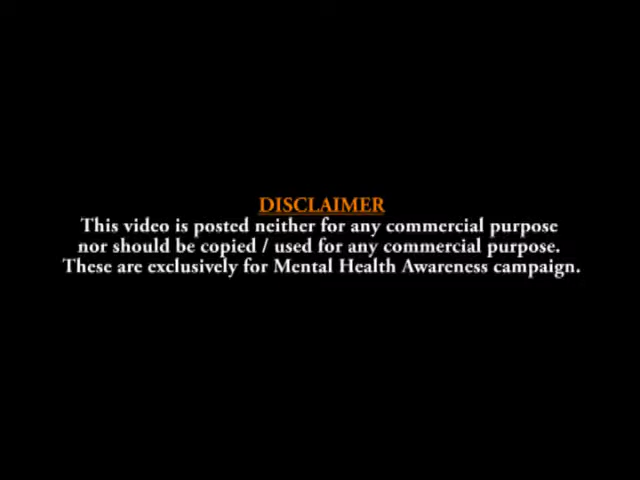 DISCLAIMER
This video is posted neither for any commercial purpose
nor should be copied / used for any commercial purpose.
These are exclusively for Mental Health Awareness campaign.